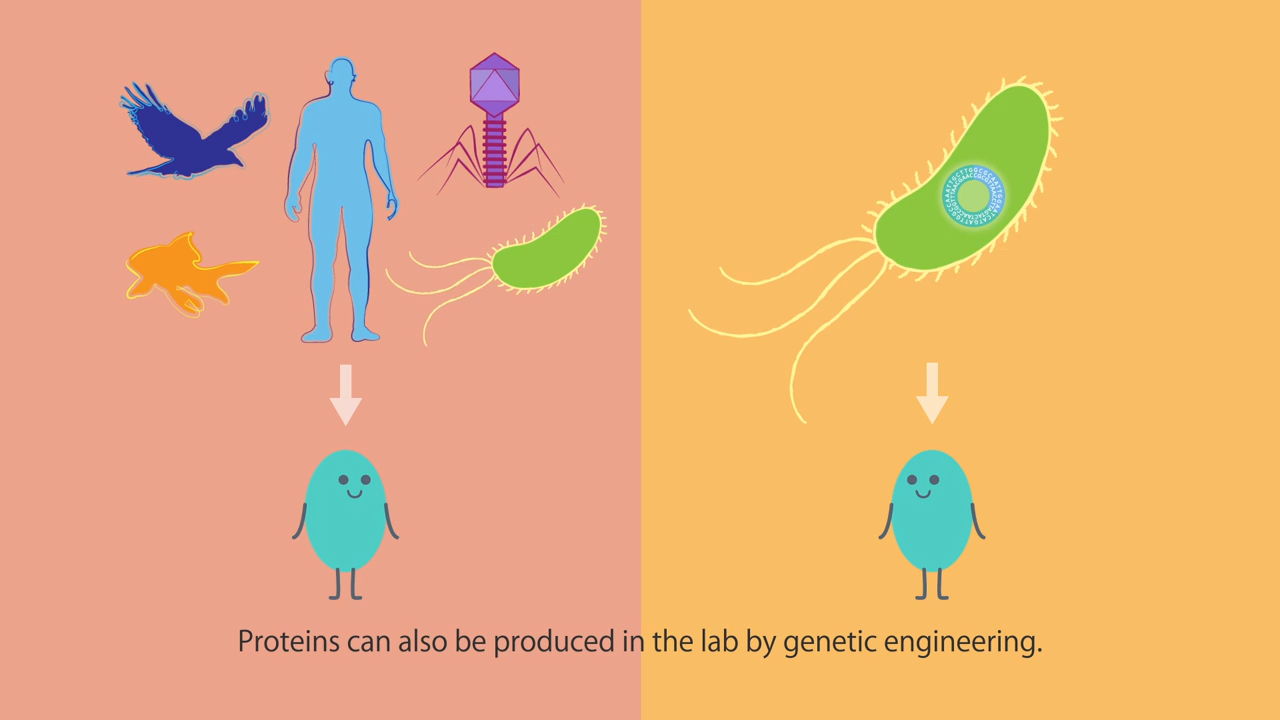 Proteins can also be produced in the lab by genetic engineering.